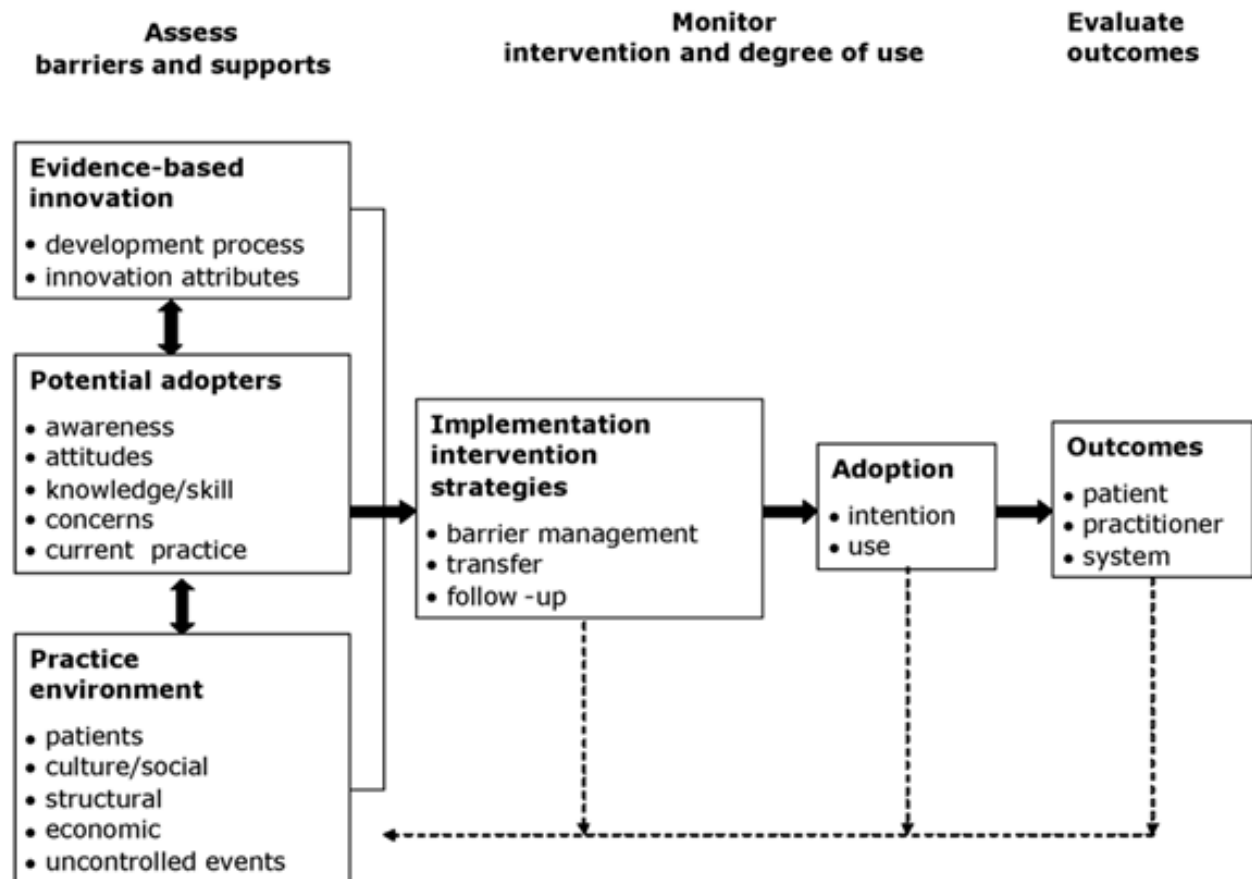 Assess
barriers and supports
Monitor
intervention and degree of use
Evaluate
outcomes
Evidence-based
innovation
• development process
• innovation attributes
Potential adopters
• awareness
• attitudes
• knowledge/skill
• concerns
• current practice
Practice
environment
• patients
• culture/social
• structural
• economic
• uncontrolled events
Implementation
intervention
strategies
• barrier management
• transfer
• follow -up
Adoption
• intention
• use
Outcomes
• patient
• practitioner
• system